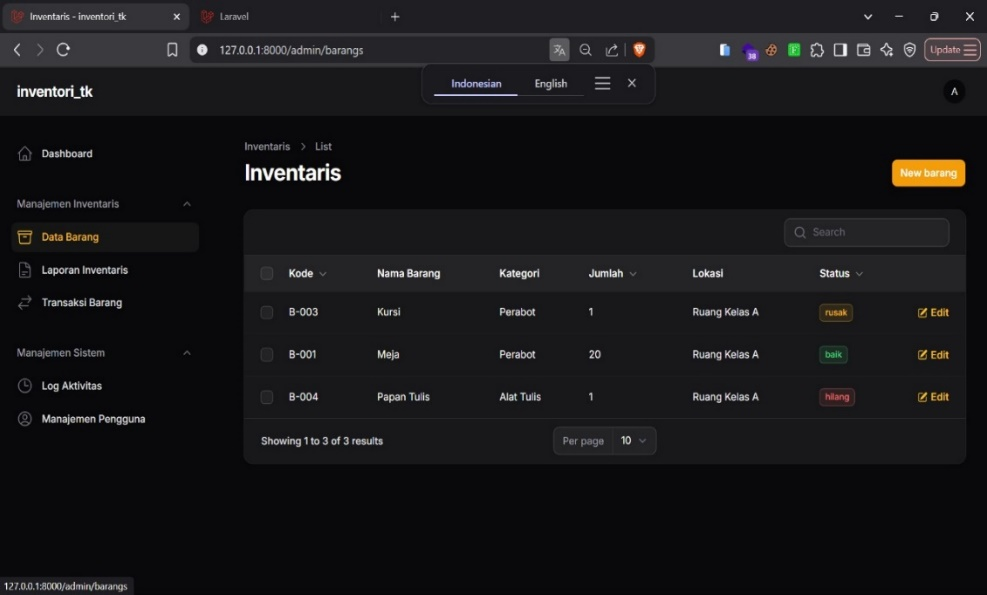 Inventaris - inventori_tk
Laravel
127.0.0.1:8000/admin/barangs
38
Update
Indonesian English
inventori_tk
A
Dashboard
Manajemen Inventaris
Data Barang
Laporan Inventaris
Transaksi Barang
Manajemen Sistem
Log Aktivitas
Manajemen Pengguna
Inventaris > List
Inventaris
New barang
Search
Kode Nama Barang Kategori Jumlah Lokasi Status
B-003 Kursi Perabot 1 Ruang Kelas A rusak Edit
B-001 Meja Perabot 20 Ruang Kelas A baik Edit
B-004 Papan Tulis Alat Tulis 1 Ruang Kelas A hilang Edit
Showing 1 to 3 of 3 results
Per page 10
127.0.0.1:8000/admin/barangs